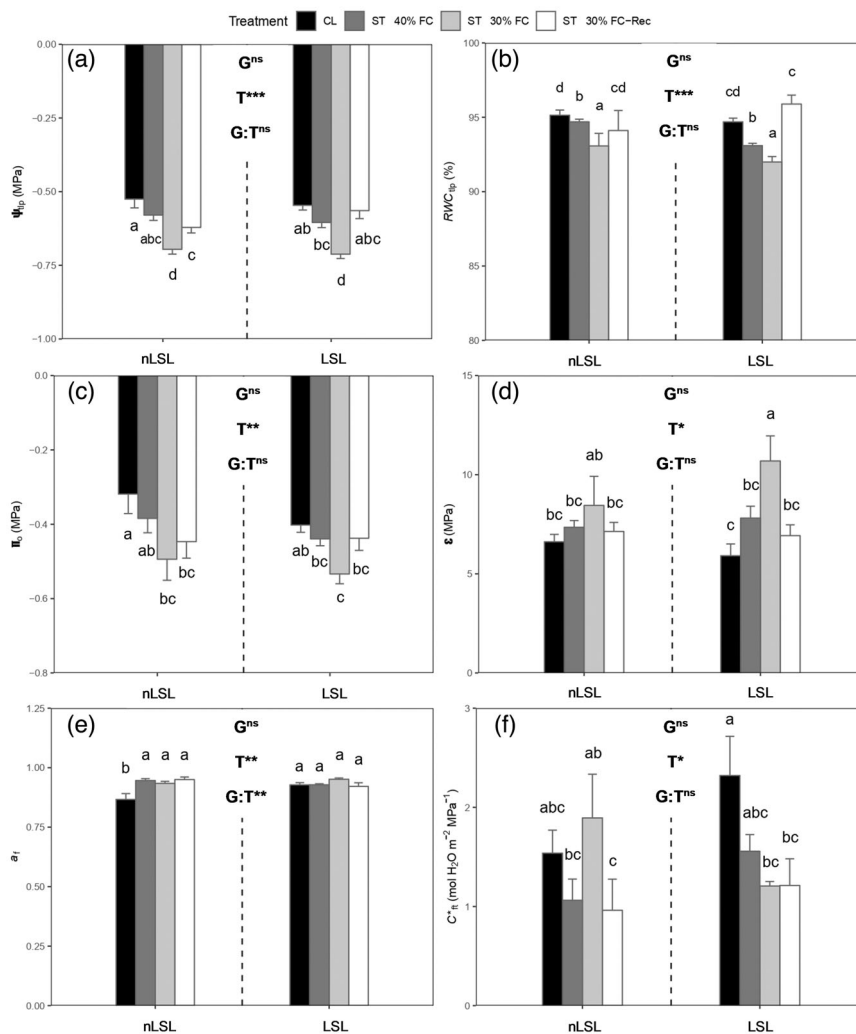 Treatment CL ST 40% FC ST 30% FC ST 30% FC−Rec
(a)
Gⁿˢ
T***
G:Tⁿˢ
0.00
−0.25
−0.50
−0.75
−1.00
Ψtlp (MPa)
a abc d c
ab bc d abc
nLSL LSL
(b)
Gⁿˢ
T***
G:Tⁿˢ
100
95
90
85
80
RWCtlp (%)
d b a cd
cd b a c
nLSL LSL
(c)
Gⁿˢ
T**
G:Tⁿˢ
0.0
−0.2
−0.4
−0.6
−0.8
πo (MPa)
a ab bc bc
ab bc c bc
nLSL LSL
(d)
Gⁿˢ
T*
G:Tⁿˢ
15
10
5
0
ε (MPa)
bc bc ab bc
c bc a bc
nLSL LSL
(e)
Gⁿˢ
T**
G:T**
1.25
1.00
0.75
0.50
0.25
0.00
af
b a a a
a a a a
nLSL LSL
(f)
Gⁿˢ
T*
G:Tⁿˢ
3
2
1
0
C*ft (mol H₂O m⁻² MPa⁻¹)
abc bc ab c
a abc bc bc
nLSL LSL